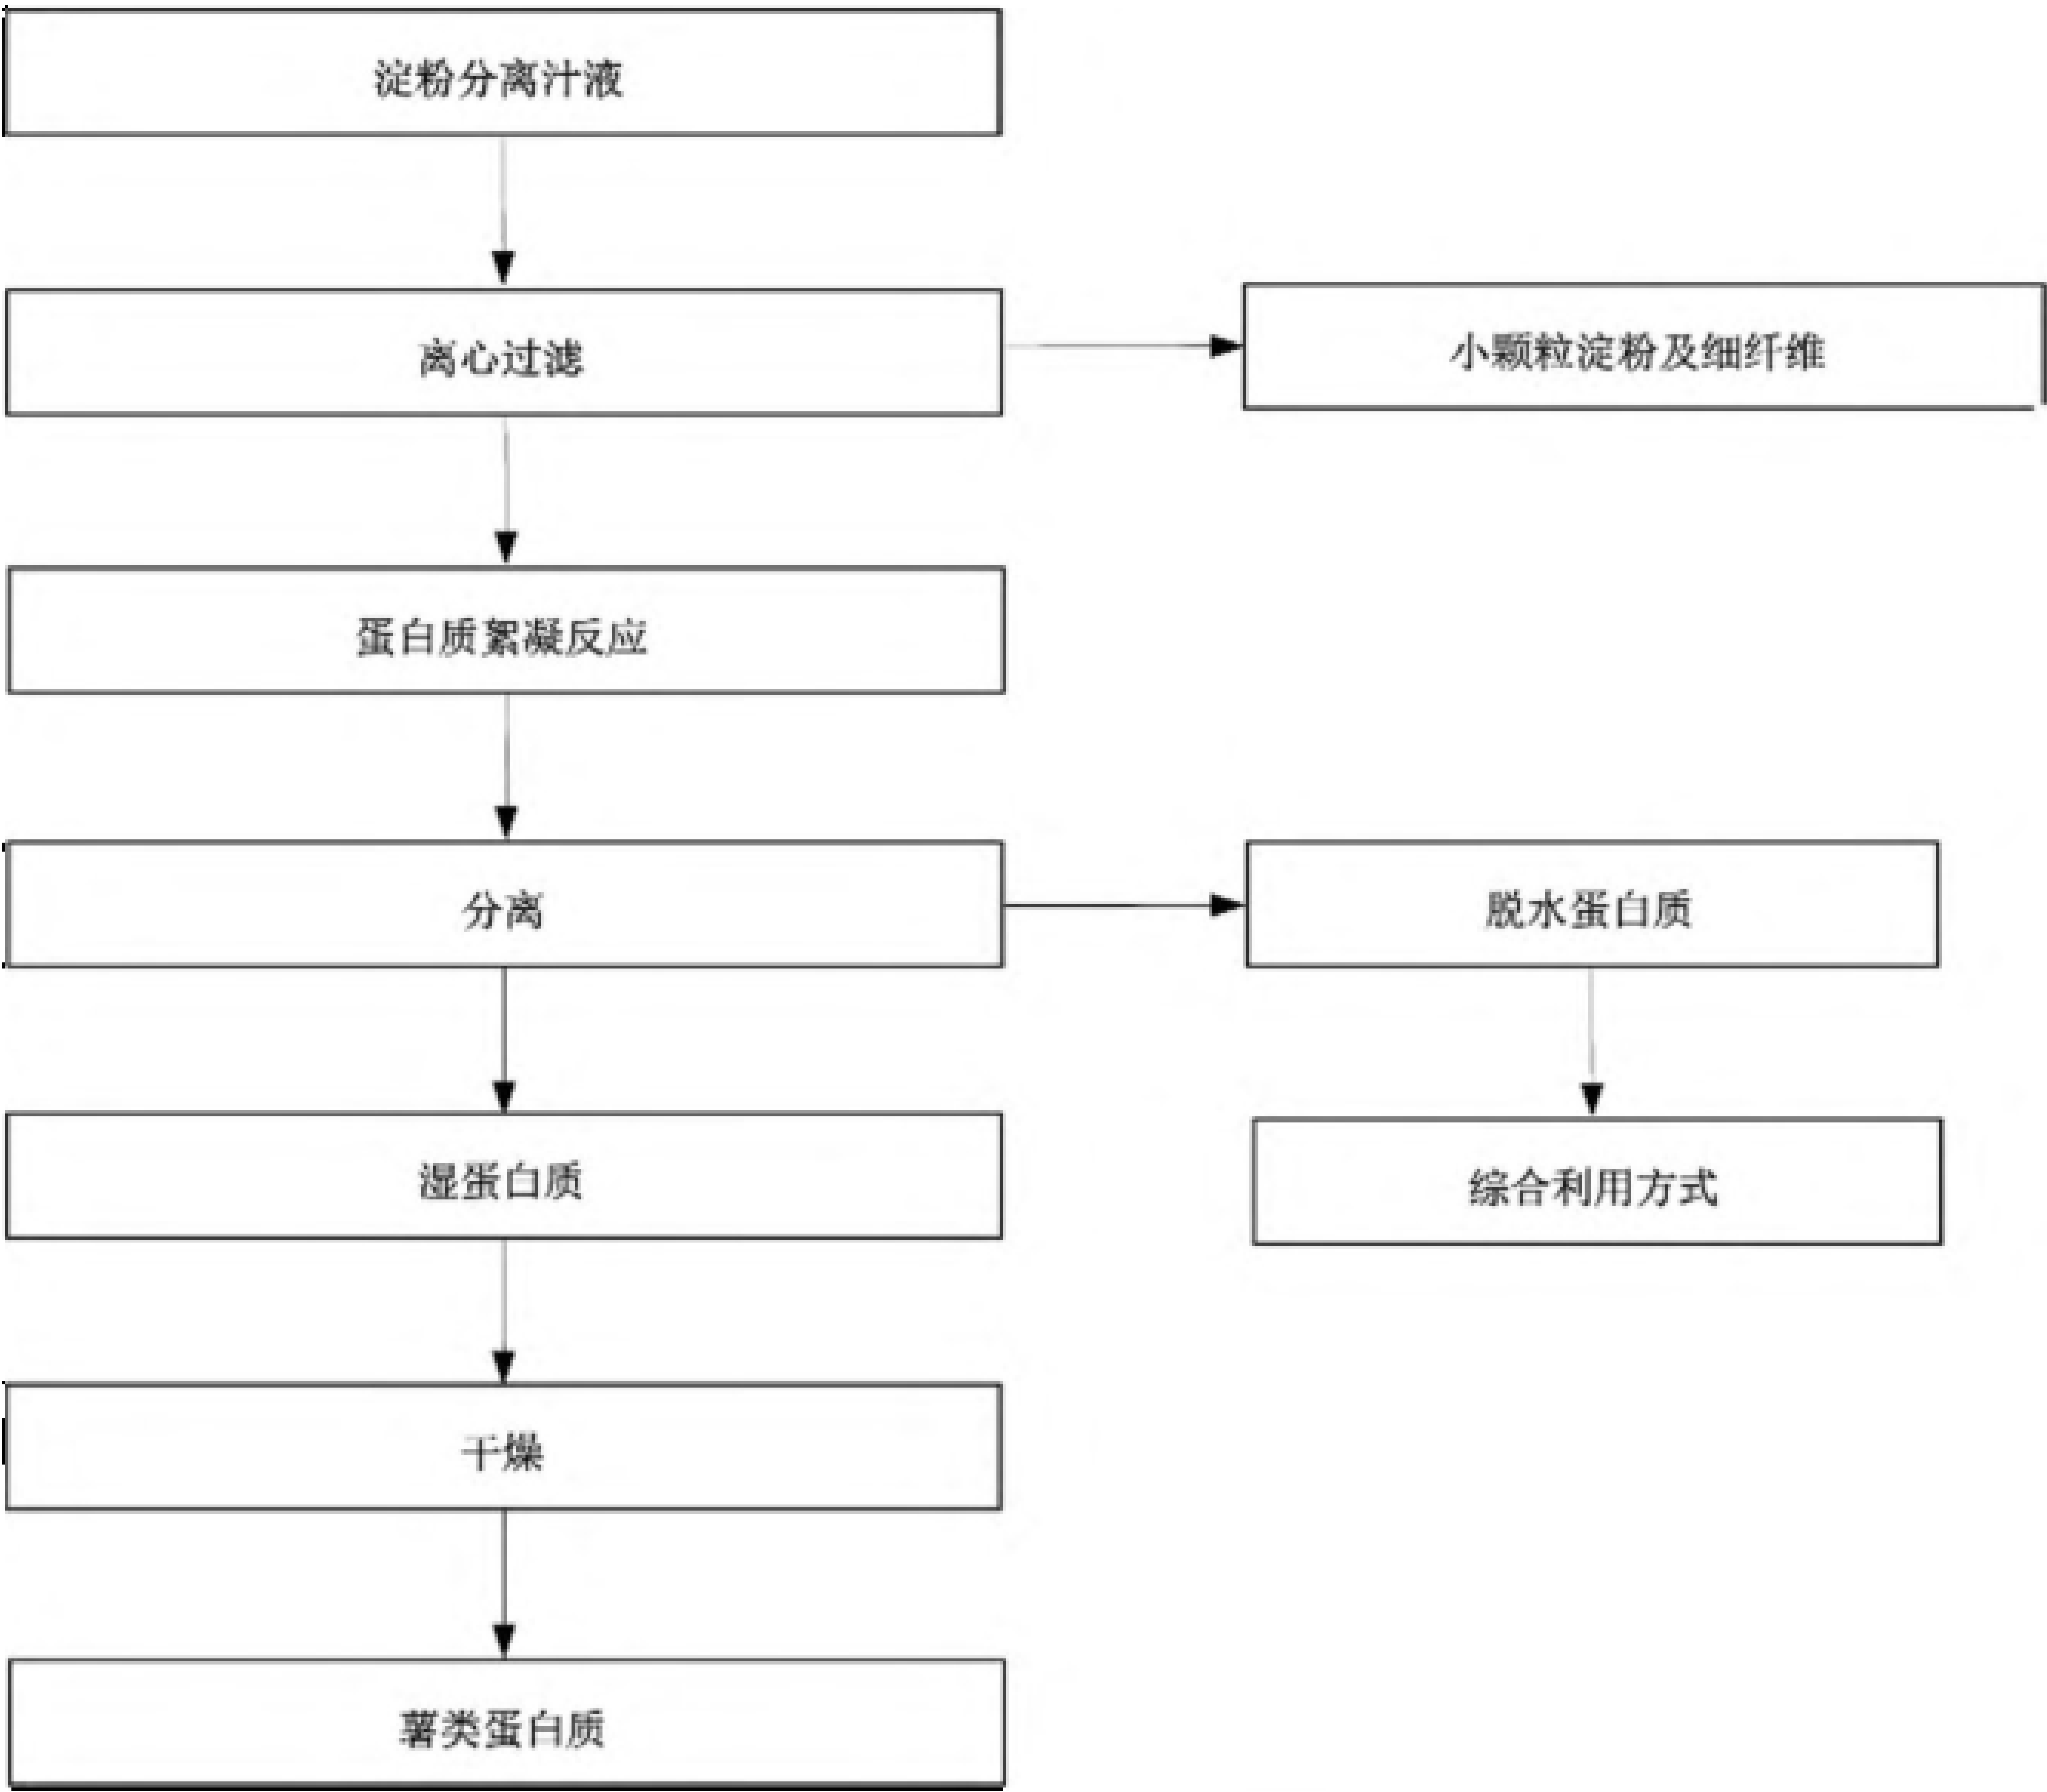 淀粉分离汁液
离心过滤
小颗粒淀粉及细纤维
蛋白质絮凝反应
分离
脱水蛋白质
湿蛋白质
综合利用方式
干燥
薯类蛋白质